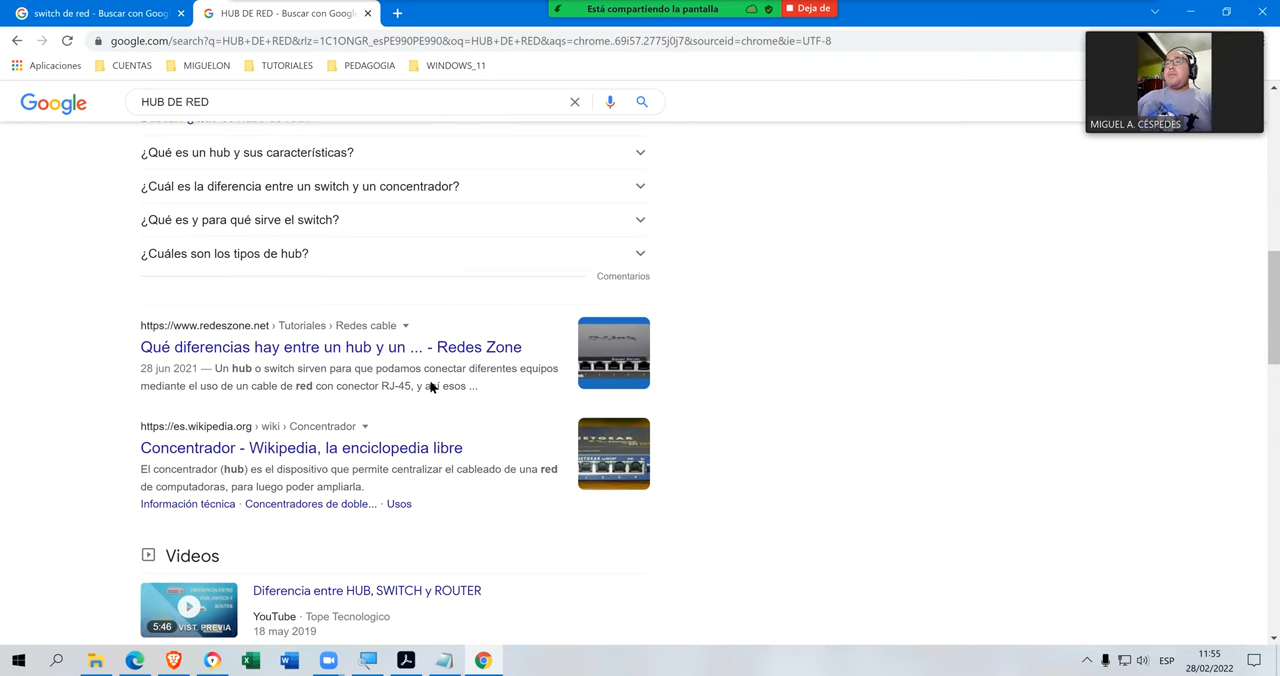 switch de red - Buscar con Goog
HUB DE RED - Buscar con Google
Está compartiendo la pantalla
Deja de
google.com/search?q=HUB+DE+RED&rlz=1C1ONGR_esPE990PE990&oq=HUB+DE+RED&aqs=chrome..69i57.2775j0j7&sourceid=chrome&ie=UTF-8
Aplicaciones
CUENTAS
MIGUELON
TUTORIALES
PEDAGOGIA
WINDOWS_11
Google
HUB DE RED
MIGUEL A. CÉSPEDES
¿Qué es un hub y sus características?
¿Cuál es la diferencia entre un switch y un concentrador?
¿Qué es y para qué sirve el switch?
¿Cuáles son los tipos de hub?
Comentarios
https://www.redeszone.net › Tutoriales › Redes cable
Qué diferencias hay entre un hub y un ... - Redes Zone
28 jun 2021 — Un hub o switch sirven para que podamos conectar diferentes equipos
mediante el uso de un cable de red con conector RJ-45, y así esos ...
D-Link
https://es.wikipedia.org › wiki › Concentrador
Concentrador - Wikipedia, la enciclopedia libre
El concentrador (hub) es el dispositivo que permite centralizar el cableado de una red
de computadoras, para luego poder ampliarla.
Información técnica · Concentradores de doble... · Usos
NETGEAR
Videos
Diferencia entre HUB, SWITCH y ROUTER
YouTube · Tope Tecnologico
18 may 2019
5:46
VIST. PREVIA
ESP
11:55
28/02/2022